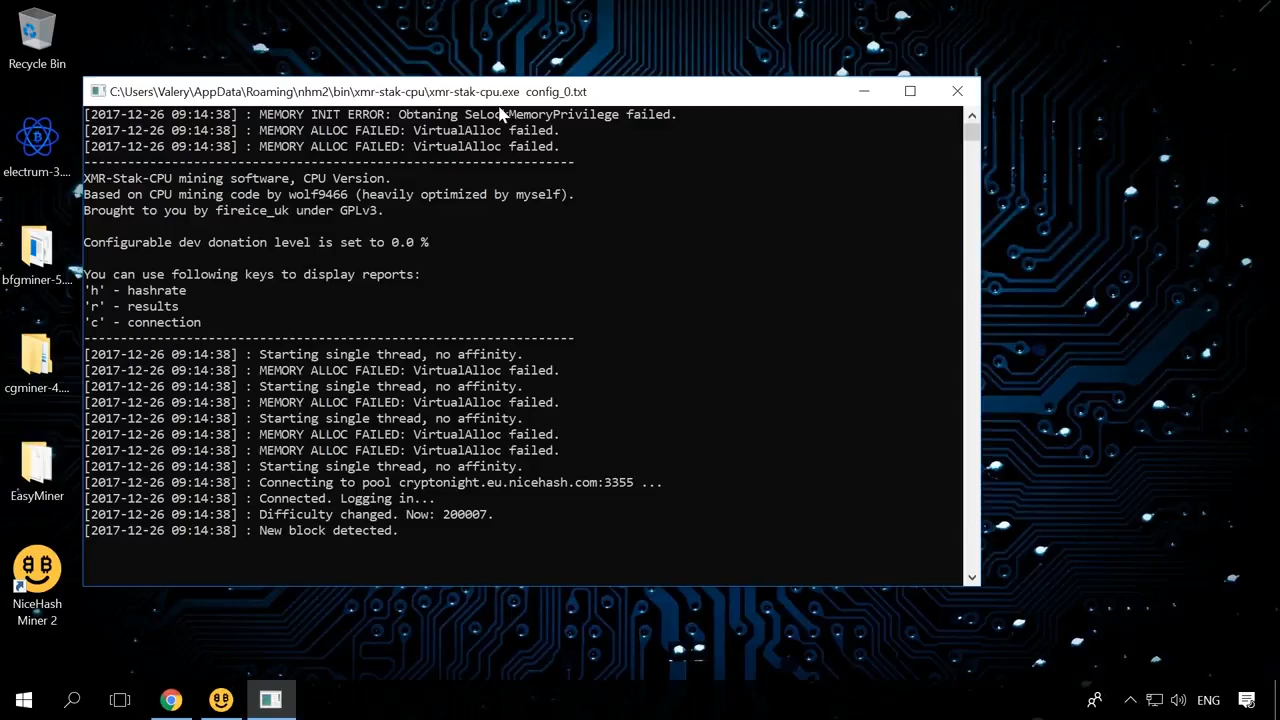 Recycle Bin
electrum-3....
bfgminer-5....
cgminer-4....
EasyMiner
NiceHash
Miner 2
C:\Users\Valery\AppData\Roaming\nhm2\bin\xmr-stak-cpu\xmr-stak-cpu.exe config_0.txt
[2017-12-26 09:14:38] : MEMORY INIT ERROR: Obtaning SeLockMemoryPrivilege failed.
[2017-12-26 09:14:38] : MEMORY ALLOC FAILED: VirtualAlloc failed.
[2017-12-26 09:14:38] : MEMORY ALLOC FAILED: VirtualAlloc failed.
-------------------------------------------------------------------
XMR-Stak-CPU mining software, CPU Version.
Based on CPU mining code by wolf9466 (heavily optimized by myself).
Brought to you by fireice_uk under GPLv3.
Configurable dev donation level is set to 0.0 %
You can use following keys to display reports:
'h' - hashrate
'r' - results
'c' - connection
-------------------------------------------------------------------
[2017-12-26 09:14:38] : Starting single thread, no affinity.
[2017-12-26 09:14:38] : MEMORY ALLOC FAILED: VirtualAlloc failed.
[2017-12-26 09:14:38] : Starting single thread, no affinity.
[2017-12-26 09:14:38] : MEMORY ALLOC FAILED: VirtualAlloc failed.
[2017-12-26 09:14:38] : Starting single thread, no affinity.
[2017-12-26 09:14:38] : MEMORY ALLOC FAILED: VirtualAlloc failed.
[2017-12-26 09:14:38] : MEMORY ALLOC FAILED: VirtualAlloc failed.
[2017-12-26 09:14:38] : Starting single thread, no affinity.
[2017-12-26 09:14:38] : Connecting to pool cryptonight.eu.nicehash.com:3355 ...
[2017-12-26 09:14:38] : Connected. Logging in...
[2017-12-26 09:14:38] : Difficulty changed. Now: 200007.
[2017-12-26 09:14:38] : New block detected.
ENG